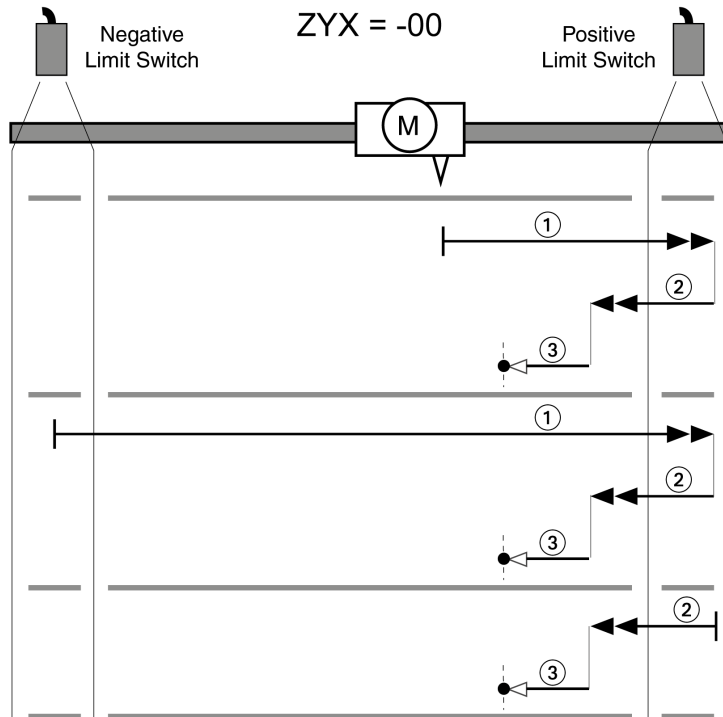 ZYX = -00
Negative
Limit Switch
Positive
Limit Switch
M
1
2
3
1
2
3
2
3